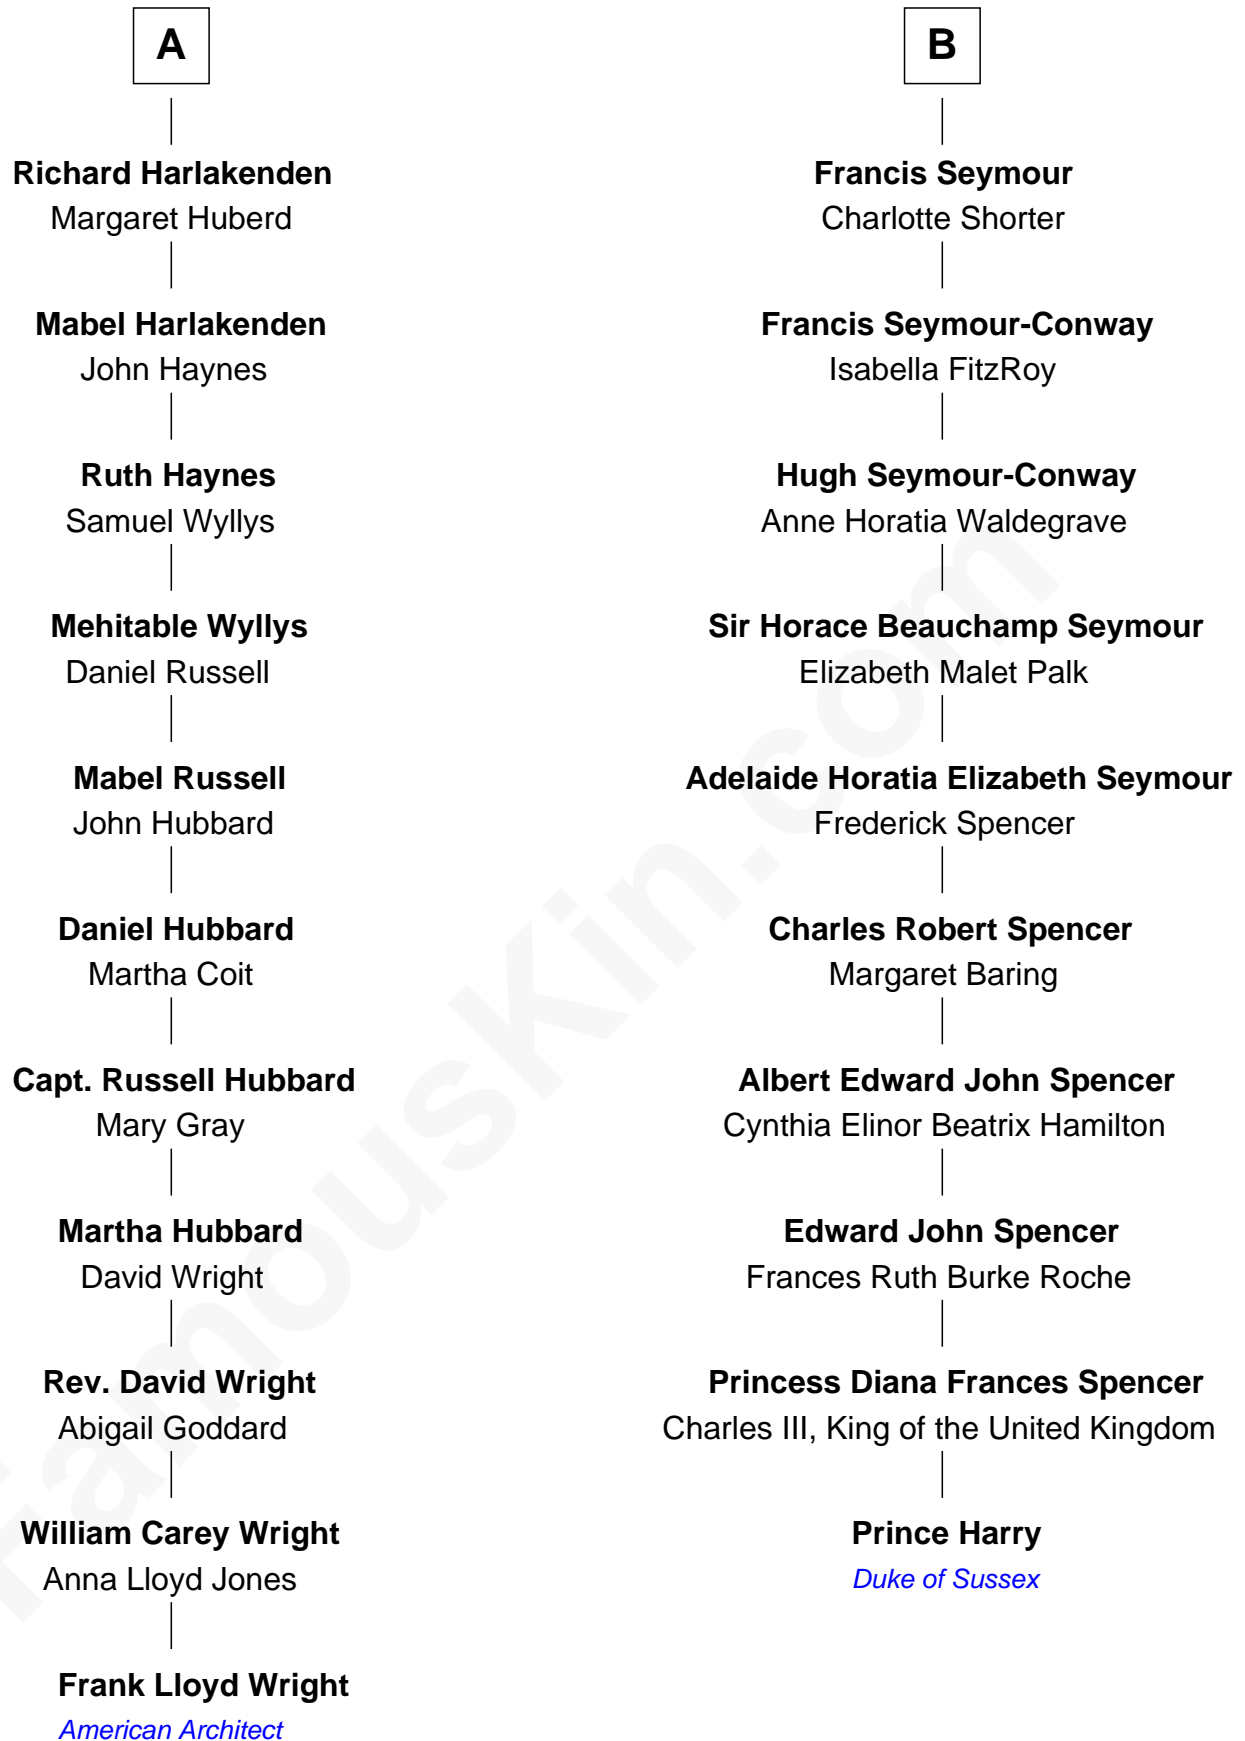 A
Richard Harlakenden
Margaret Huberd
Mabel Harlakenden
John Haynes
Ruth Haynes
Samuel Wyllys
Mehitable Wyllys
Daniel Russell
Mabel Russell
John Hubbard
Daniel Hubbard
Martha Coit
Capt. Russell Hubbard
Mary Gray
Martha Hubbard
David Wright
Rev. David Wright
Abigail Goddard
William Carey Wright
Anna Lloyd Jones
Frank Lloyd Wright
American Architect
B
Francis Seymour
Charlotte Shorter
Francis Seymour-Conway
Isabella FitzRoy
Hugh Seymour-Conway
Anne Horatia Waldegrave
Sir Horace Beauchamp Seymour
Elizabeth Malet Palk
Adelaide Horatia Elizabeth Seymour
Frederick Spencer
Charles Robert Spencer
Margaret Baring
Albert Edward John Spencer
Cynthia Elinor Beatrix Hamilton
Edward John Spencer
Frances Ruth Burke Roche
Princess Diana Frances Spencer
Charles III, King of the United Kingdom
Prince Harry
Duke of Sussex
FamousKin.com